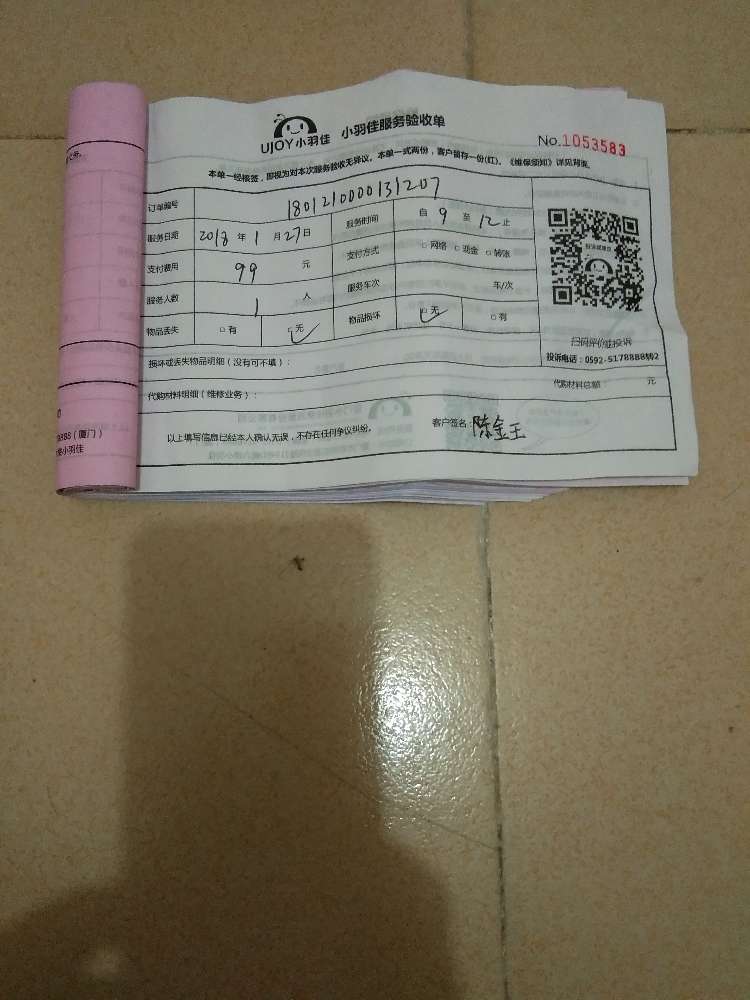 UJOY小羽佳 小羽佳服务验收单
No.1053583
本单一经核签，即视为对本次服务验收无异议。本单一式两份，客户留存一份(红)。《维保须知》详见背面。
订单编号 1801210000131207
服务日期 2018 年 1 月 27 日 服务时间 自 9 至 12 止
支付费用 99 元 支付方式 □网络 □现金 □转账
服务人数 1 人 服务车次 车/次
物品丢失 □有 □无 物品损坏 □无 □有
扫码评价或投诉
投诉电话：0592-5178888转2
损坏或丢失物品明细（没有可不填）：
代购材料明细（维修业务）： 代购材料总额： 元
以上填写信息已经本人确认无误，不存在任何争议纠纷。 客户签名：陈金王
8888（厦门）
小羽佳